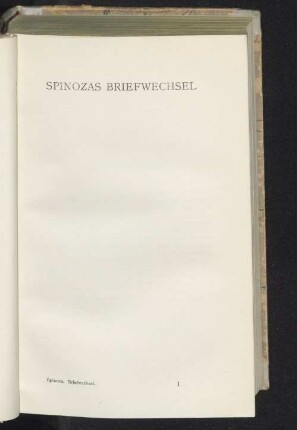 SPINOZAS BRIEFWECHSEL
Spinoza, Briefwechsel. 1